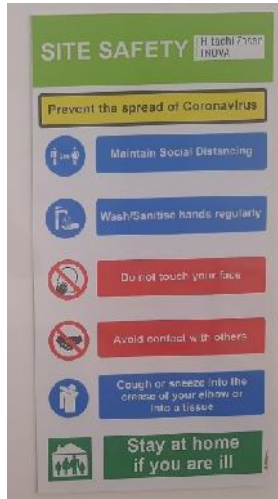 SITE SAFETY
Hitachi Zosen
INOVA
Prevent the spread of Coronavirus
Maintain Social Distancing
Wash/Sanitise hands regularly
Do not touch your face
Avoid contact with others
Cough or sneeze into the
crease of your elbow or
into a tissue
Stay at home
if you are ill